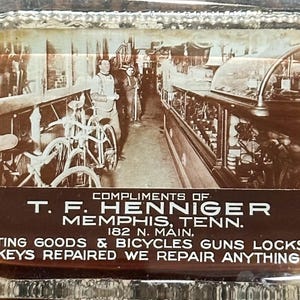 COMPLIMENTS OF
T. F. HENNIGER
MEMPHIS, TENN.
182 N. MAIN.
TING GOODS & BICYCLES GUNS LOCKS
KEYS REPAIRED WE REPAIR ANYTHING